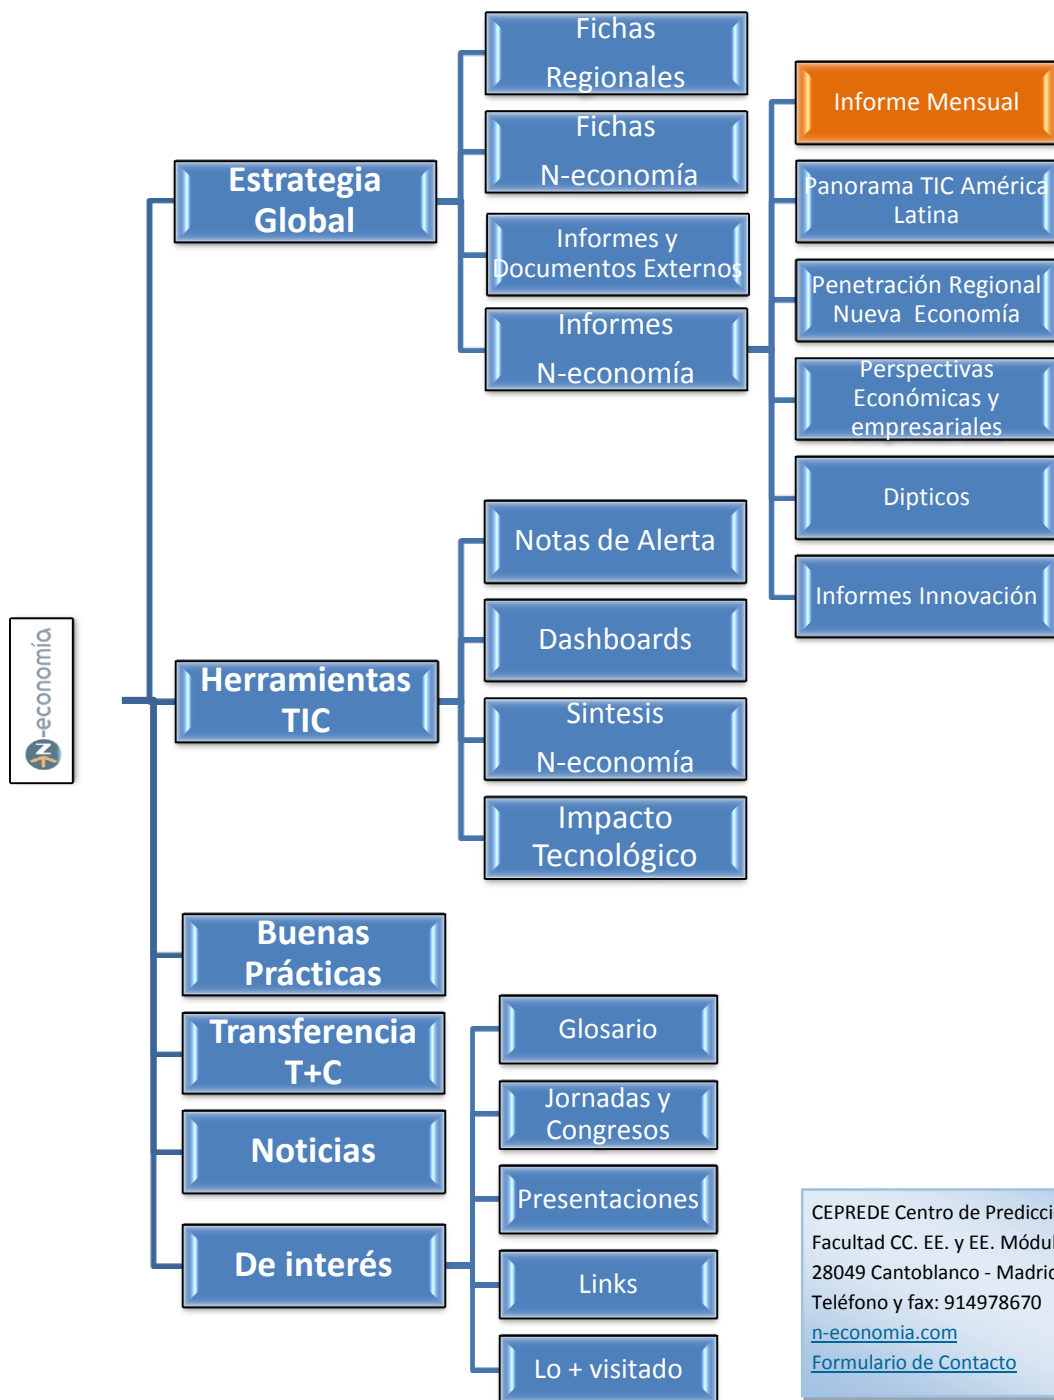 Fichas
Regionales
Fichas
N-economía
Informes y
Documentos Externos
Informes
N-economía
Informe Mensual
Panorama TIC América
Latina
Penetración Regional
Nueva Economía
Perspectivas
Económicas y
empresariales
Dipticos
Informes Innovación
Estrategia
Global
Notas de Alerta
Dashboards
Sintesis
N-economía
Impacto
Tecnológico
Herramientas
TIC
N-economía
Buenas
Prácticas
Transferencia
T+C
Noticias
De interés
Glosario
Jornadas y
Congresos
Presentaciones
Links
Lo + visitado
CEPREDE Centro de Predicci
Facultad CC. EE. y EE. Módul
28049 Cantoblanco - Madrid
Teléfono y fax: 914978670
n-economia.com
Formulario de Contacto